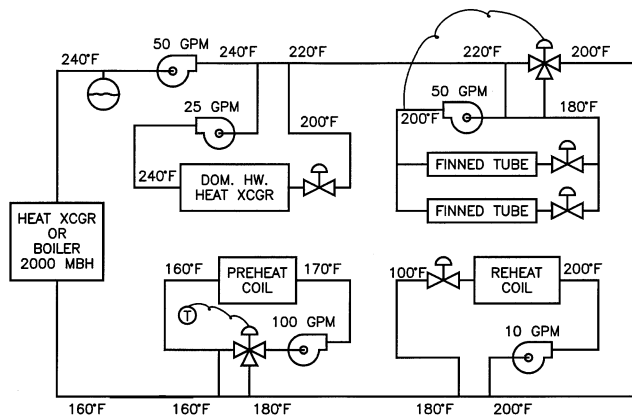 50 GPM
240°F
240°F
220°F
220°F
200°F
25 GPM
200°F
50 GPM
200°F
180°F
240°F
DOM. HW.
HEAT XCGR
FINNED TUBE
FINNED TUBE
HEAT XCGR
OR
BOILER
2000 MBH
160°F
PREHEAT
COIL
170°F
100°F
REHEAT
COIL
200°F
T
100 GPM
10 GPM
160°F
160°F
180°F
180°F
200°F